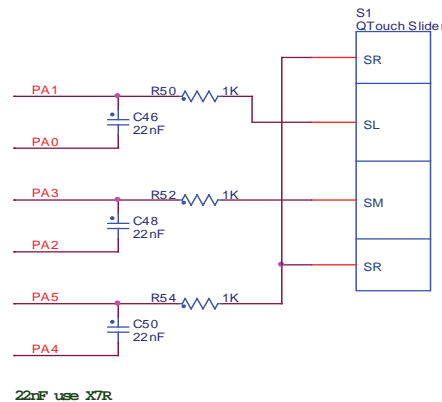 S1
QTouch Slider
SR
PA1
R50
1K
C46
22nF
SL
PA0
PA3
R52
1K
SM
C48
22nF
PA2
SR
PA5
R54
1K
C50
22nF
PA4
22nF use X7R